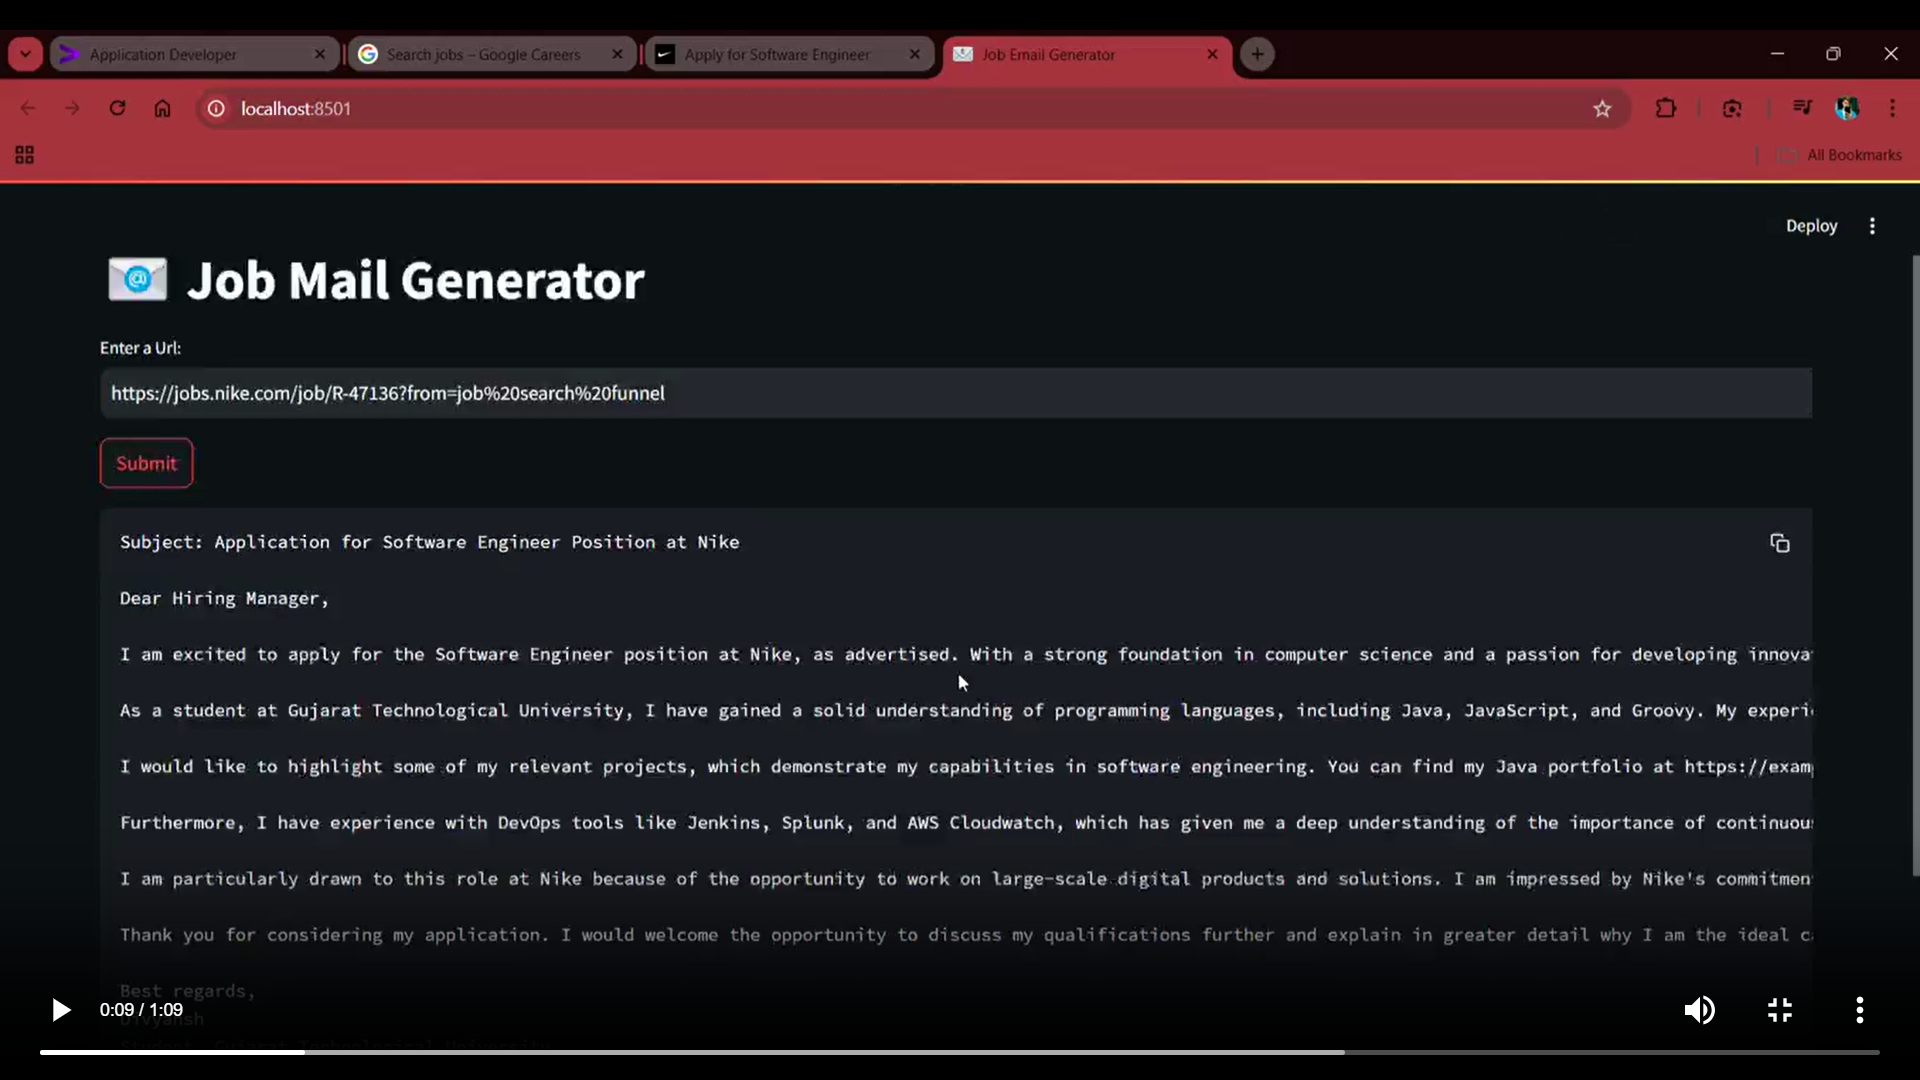 Application Developer
Search jobs – Google Careers
Apply for Software Engineer
Job Email Generator
localhost:8501
All Bookmarks
Deploy
Job Mail Generator
Enter a Url:
https://jobs.nike.com/job/R-47136?from=job%20search%20funnel
Submit
Subject: Application for Software Engineer Position at Nike
Dear Hiring Manager,
I am excited to apply for the Software Engineer position at Nike, as advertised. With a strong foundation in computer science and a passion for developing innova
As a student at Gujarat Technological University, I have gained a solid understanding of programming languages, including Java, JavaScript, and Groovy. My experi
I would like to highlight some of my relevant projects, which demonstrate my capabilities in software engineering. You can find my Java portfolio at https://exam
Furthermore, I have experience with DevOps tools like Jenkins, Splunk, and AWS Cloudwatch, which has given me a deep understanding of the importance of continuou
I am particularly drawn to this role at Nike because of the opportunity to work on large-scale digital products and solutions. I am impressed by Nike's commitmen
Thank you for considering my application. I would welcome the opportunity to discuss my qualifications further and explain in greater detail why I am the ideal c
Best regards,
0:09 / 1:09
Divyansh
Student, Gujarat Technological University